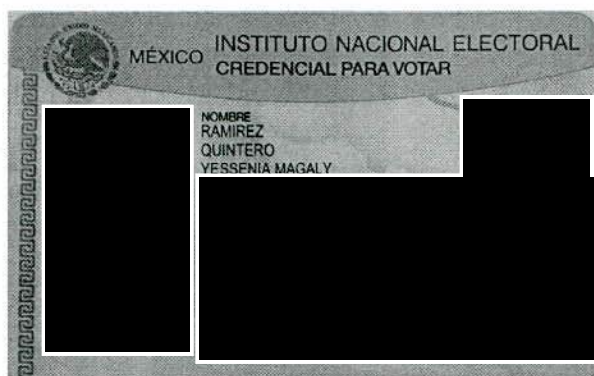 MÉXICO
INSTITUTO NACIONAL ELECTORAL
CREDENCIAL PARA VOTAR
NOMBRE
RAMIREZ
QUINTERO
YESSENIA MAGALY